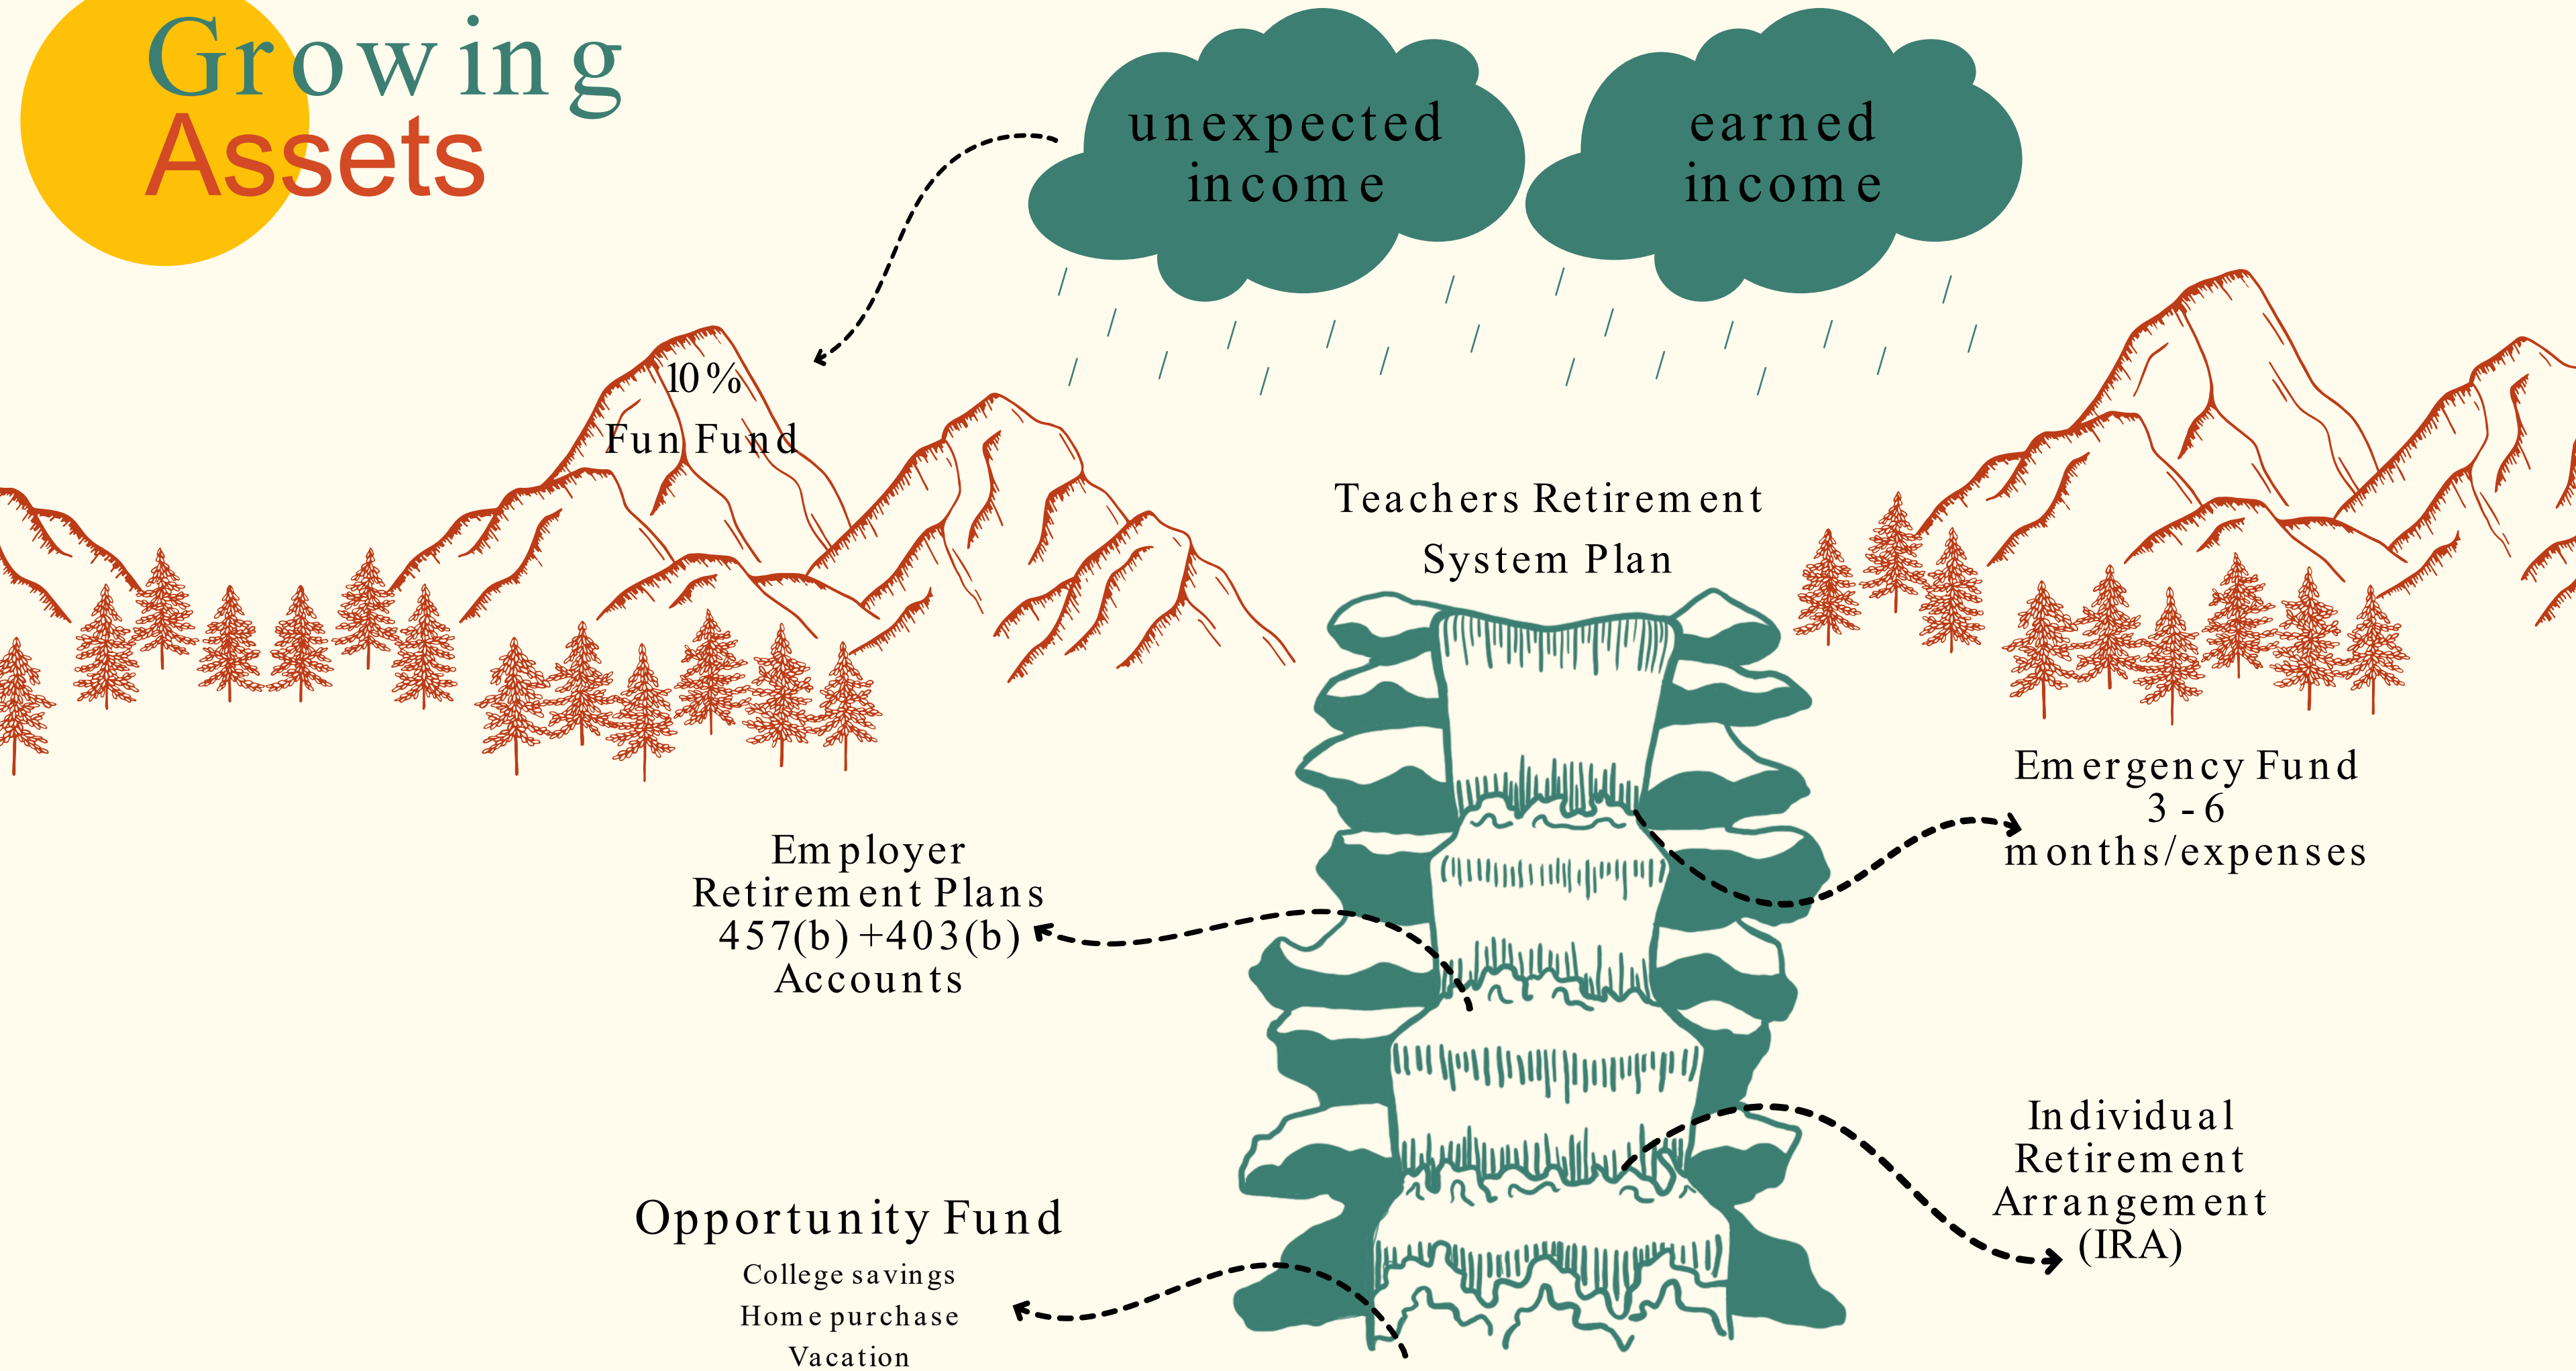 Growing
Assets
unexpected
income
earned
income
10%
Fun Fund
Teachers Retirement
System Plan
Emergency Fund
3 - 6
months/expenses
Employer
Retirement Plans
457(b) +403(b)
Accounts
Individual
Retirement
Arrangement
(IRA)
Opportunity Fund
College savings
Home purchase
Vacation